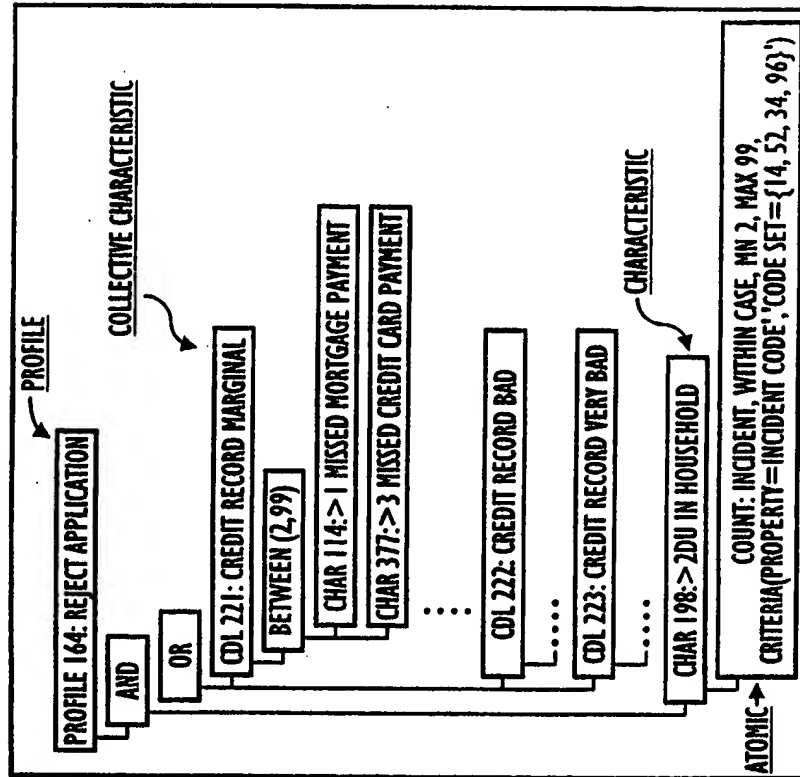 PROFILE
PROFILE 164: REJECT APPLICATION
AND
OR
COLLECTIVE CHARACTERISTIC
CDL 221: CREDIT RECORD MARGINAL
BETWEEN (2,99)
CHAR 114:> 1 MISSED MORTGAGE PAYMENT
CHAR 377:> 3 MISSED CREDIT CARD PAYMENT
CDL 222: CREDIT RECORD BAD
CDL 223: CREDIT RECORD VERY BAD
CHARACTERISTIC
CHAR 198:> 2DU IN HOUSEHOLD
ATOMIC
COUNT: INCIDENT, WITHIN CASE, MN 2, MAX 99,
CRITERIA(PROPERTY=INCIDENT CODE','CODE SET={14, 52, 34, 96}')